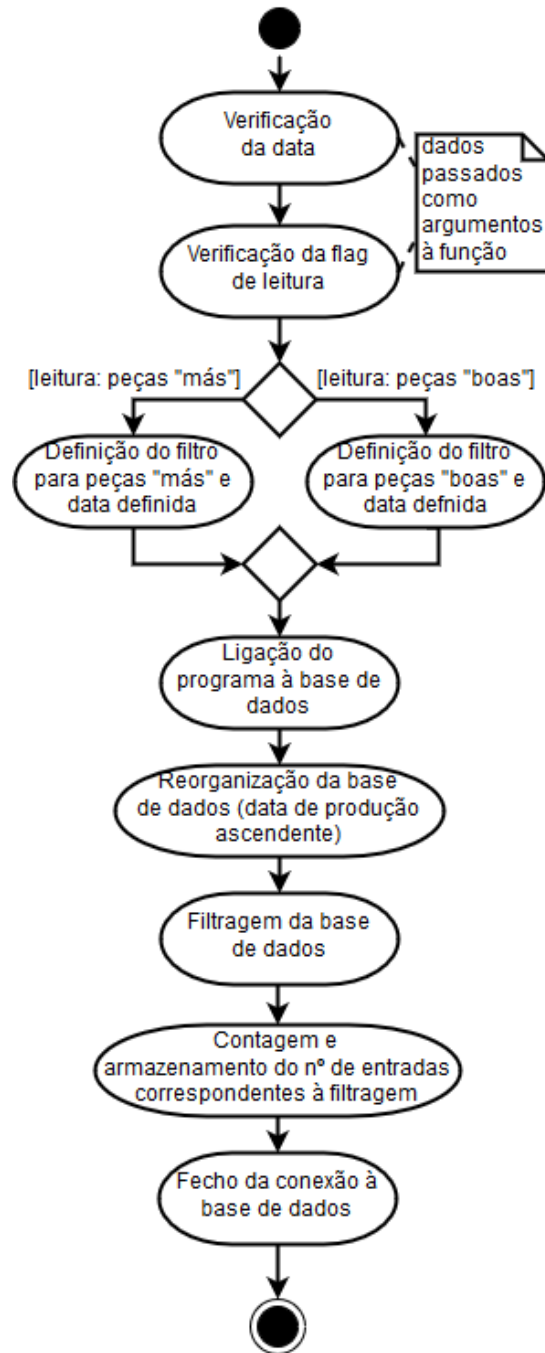 Verificação
da data
dados
passados
como
argumentos
à função
Verificação da flag
de leitura
[leitura: peças "más"]
[leitura: peças "boas"]
Definição do filtro
para peças "más" e
data definida
Definição do filtro
para peças "boas" e
data defnida
Ligação do
programa à base de
dados
Reorganização da base
de dados (data de produção
ascendente)
Filtragem da base
de dados
Contagem e
armazenamento do nº de entradas
correspondentes à filtragem
Fecho da conexão à
base de dados